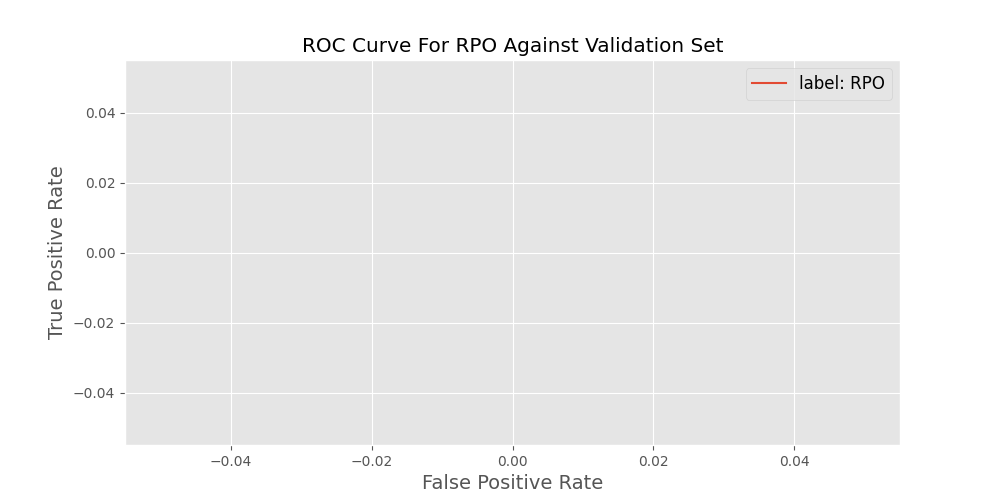 ROC Curve For RPO Against Validation Set
label: RPO
0.04
0.02
0.00
−0.02
−0.04
True Positive Rate
−0.04 −0.02 0.00 0.02 0.04
False Positive Rate